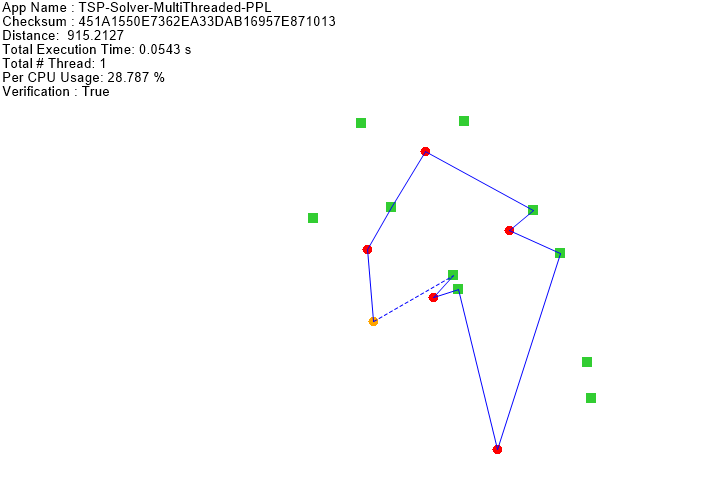 App Name : TSP-Solver-MultiThreaded-PPL
Checksum : 451A1550E7362EA33DAB16957E871013
Distance:  915.2127
Total Execution Time: 0.0543 s
Total # Thread: 1
Per CPU Usage: 28.787 %
Verification : True